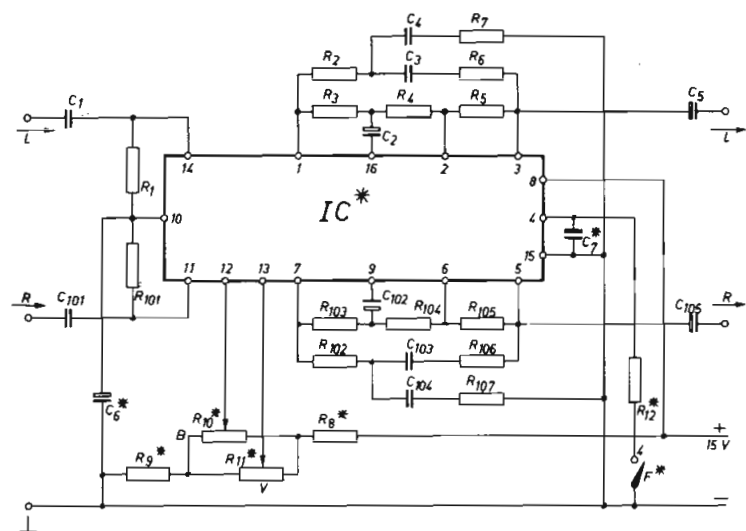 C4 R7
R2 C3 R6
C1 R3 R4 R5 C5
L C2 L
14 1 16 2 3
R1 8
IC*
10 4 C7*
15
R101 11 12 13 7 9 6 5
R C101 C102 C105 R
R103 R104 R105
R102 C103 R106
C104 R107
C6* R10* R8* R12*
B + 15 V
R9* R11* 4 F*
V −